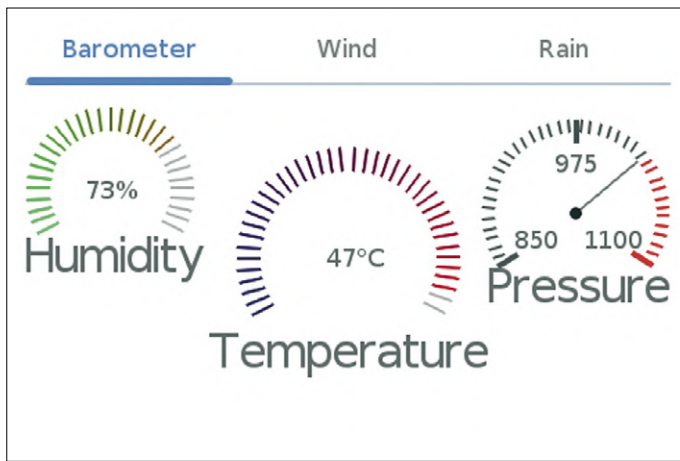 Barometer Wind Rain
73%
Humidity
47°C
Temperature
975
850 1100
Pressure